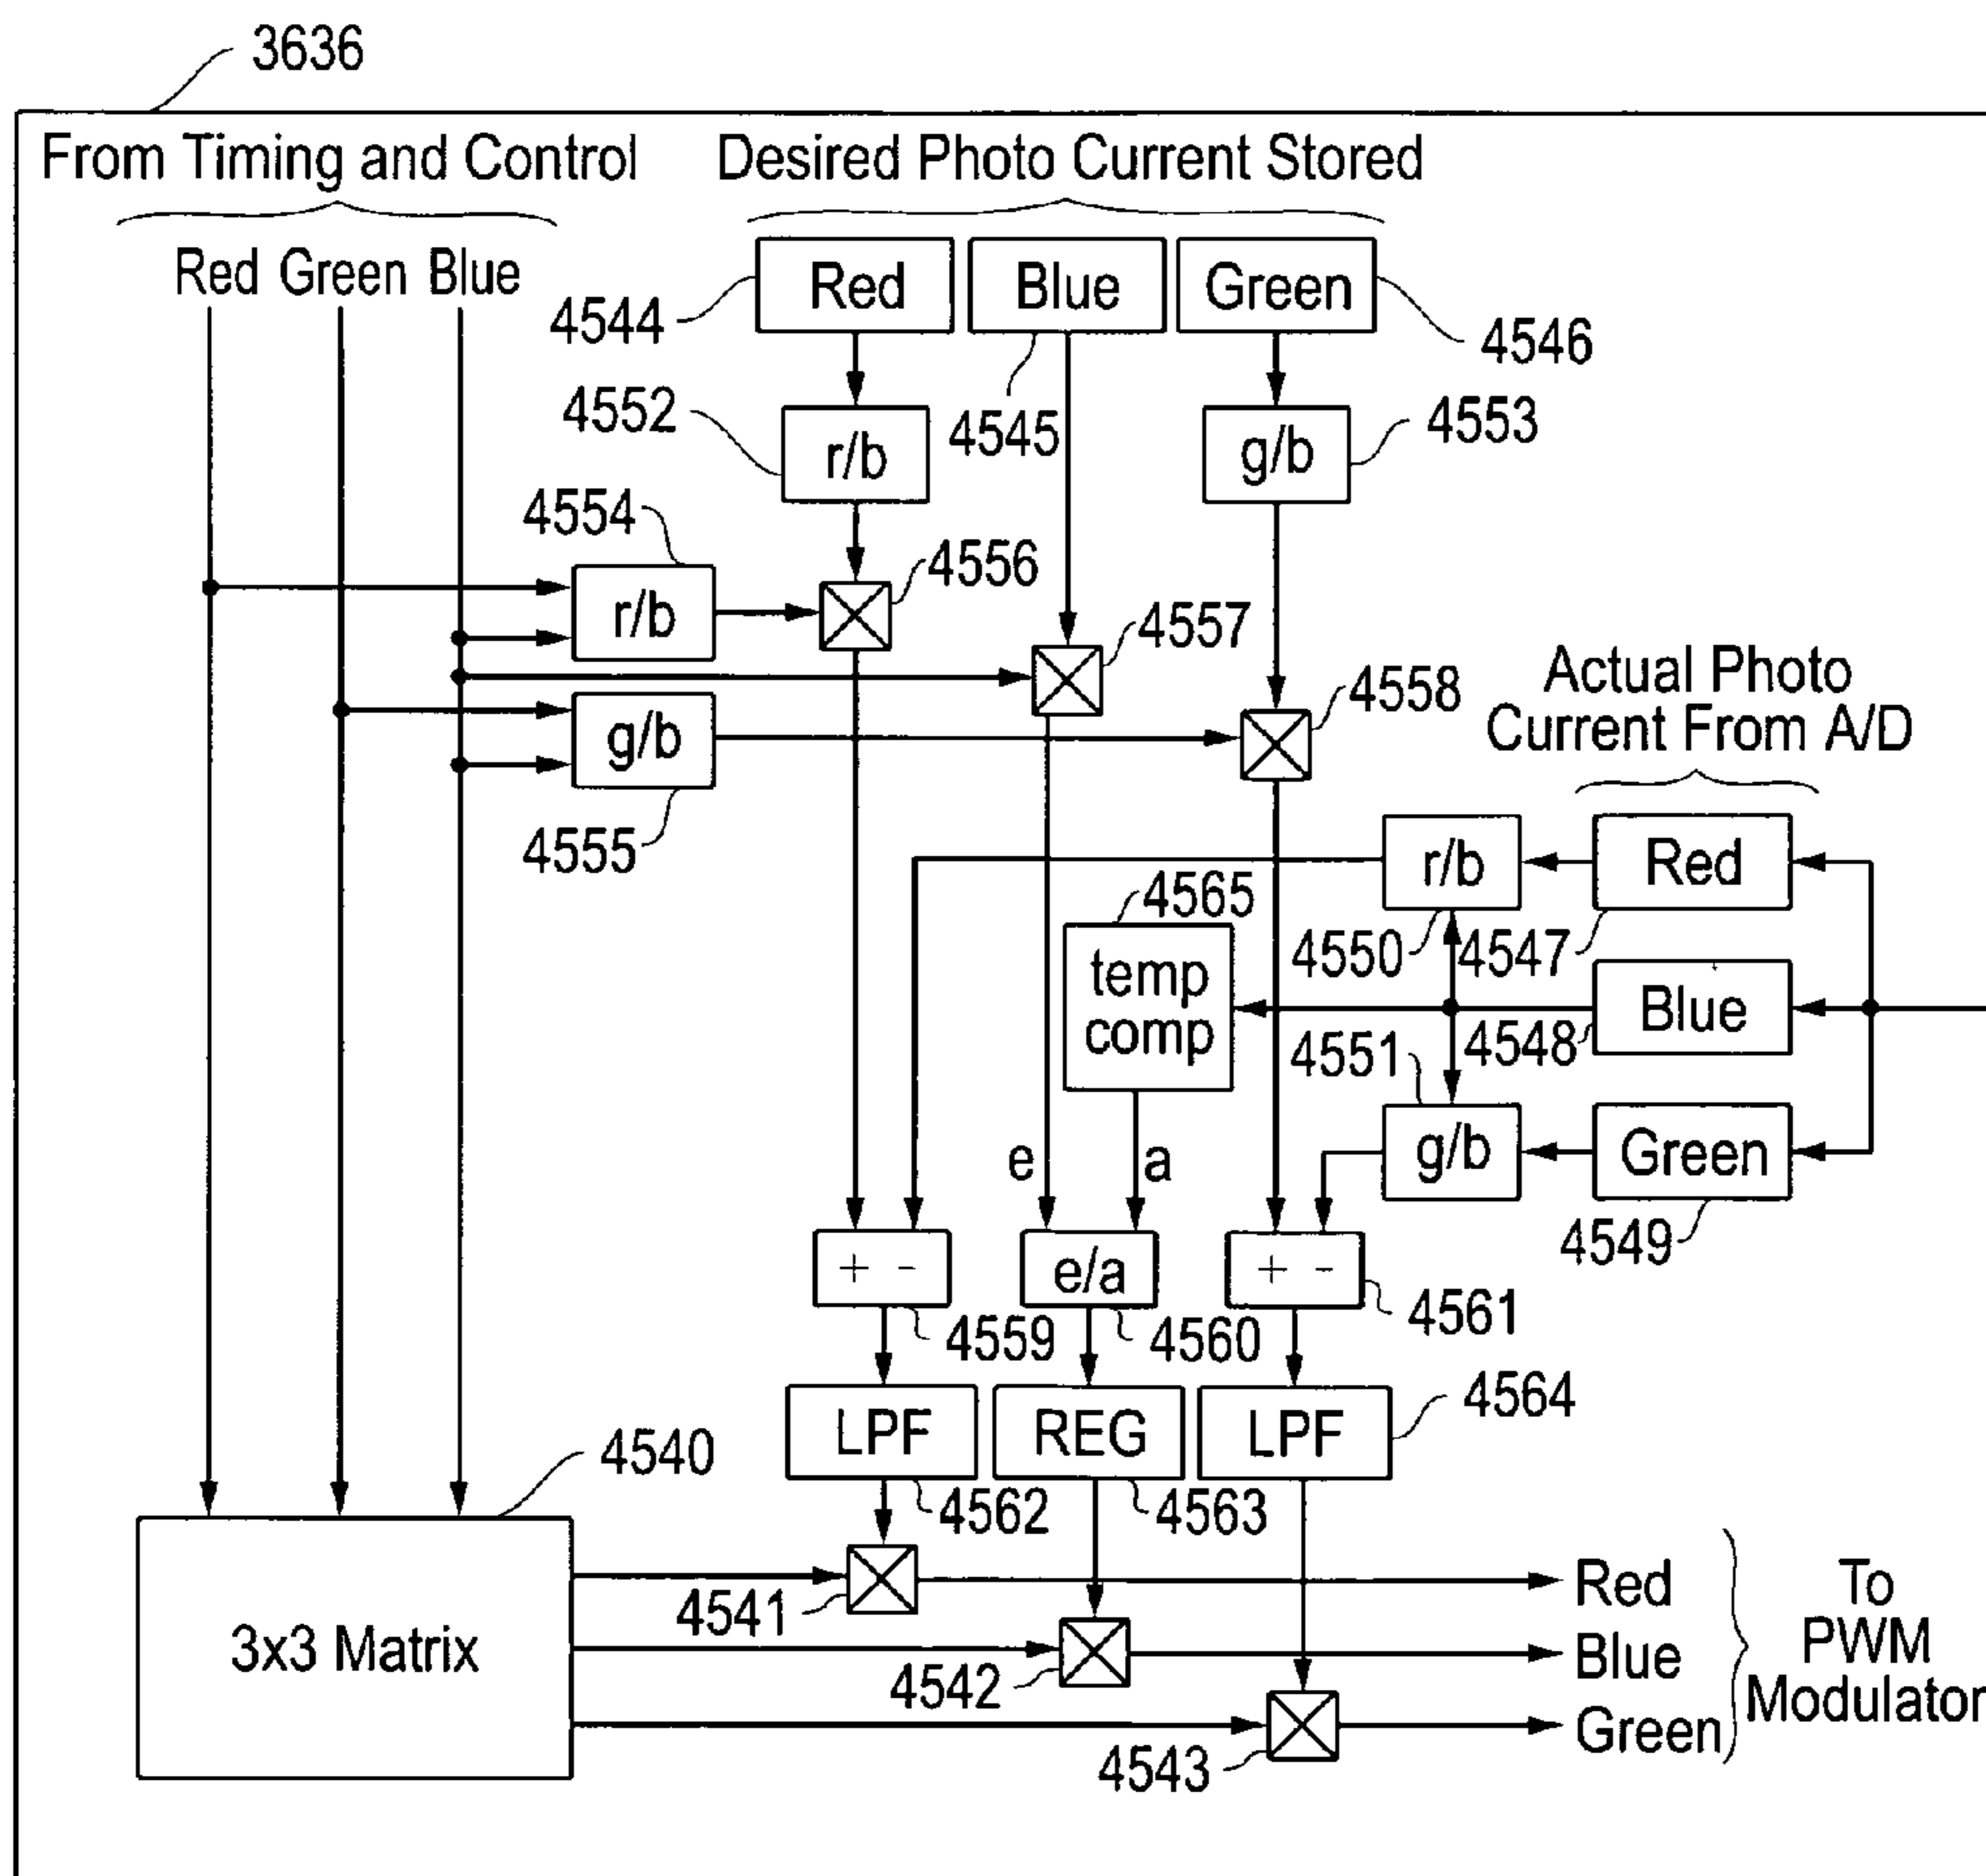 3636
From Timing and Control
Desired Photo Current Stored
Red Green Blue
Red
Blue
Green
4544
4546
4552
r/b
4545
g/b
4553
4554
r/b
4556
4557
4558
g/b
4555
Actual Photo
Current From A/D
r/b
Red
4565
4550
4547
temp
comp
Blue
4548
4551
g/b
Green
4549
e
a
+ -
e/a
+ -
4559
4560
4561
LPF
REG
LPF
4564
4540
4562
4563
3x3 Matrix
4541
4542
4543
Red
Blue
Green
To
PWM
Modulator